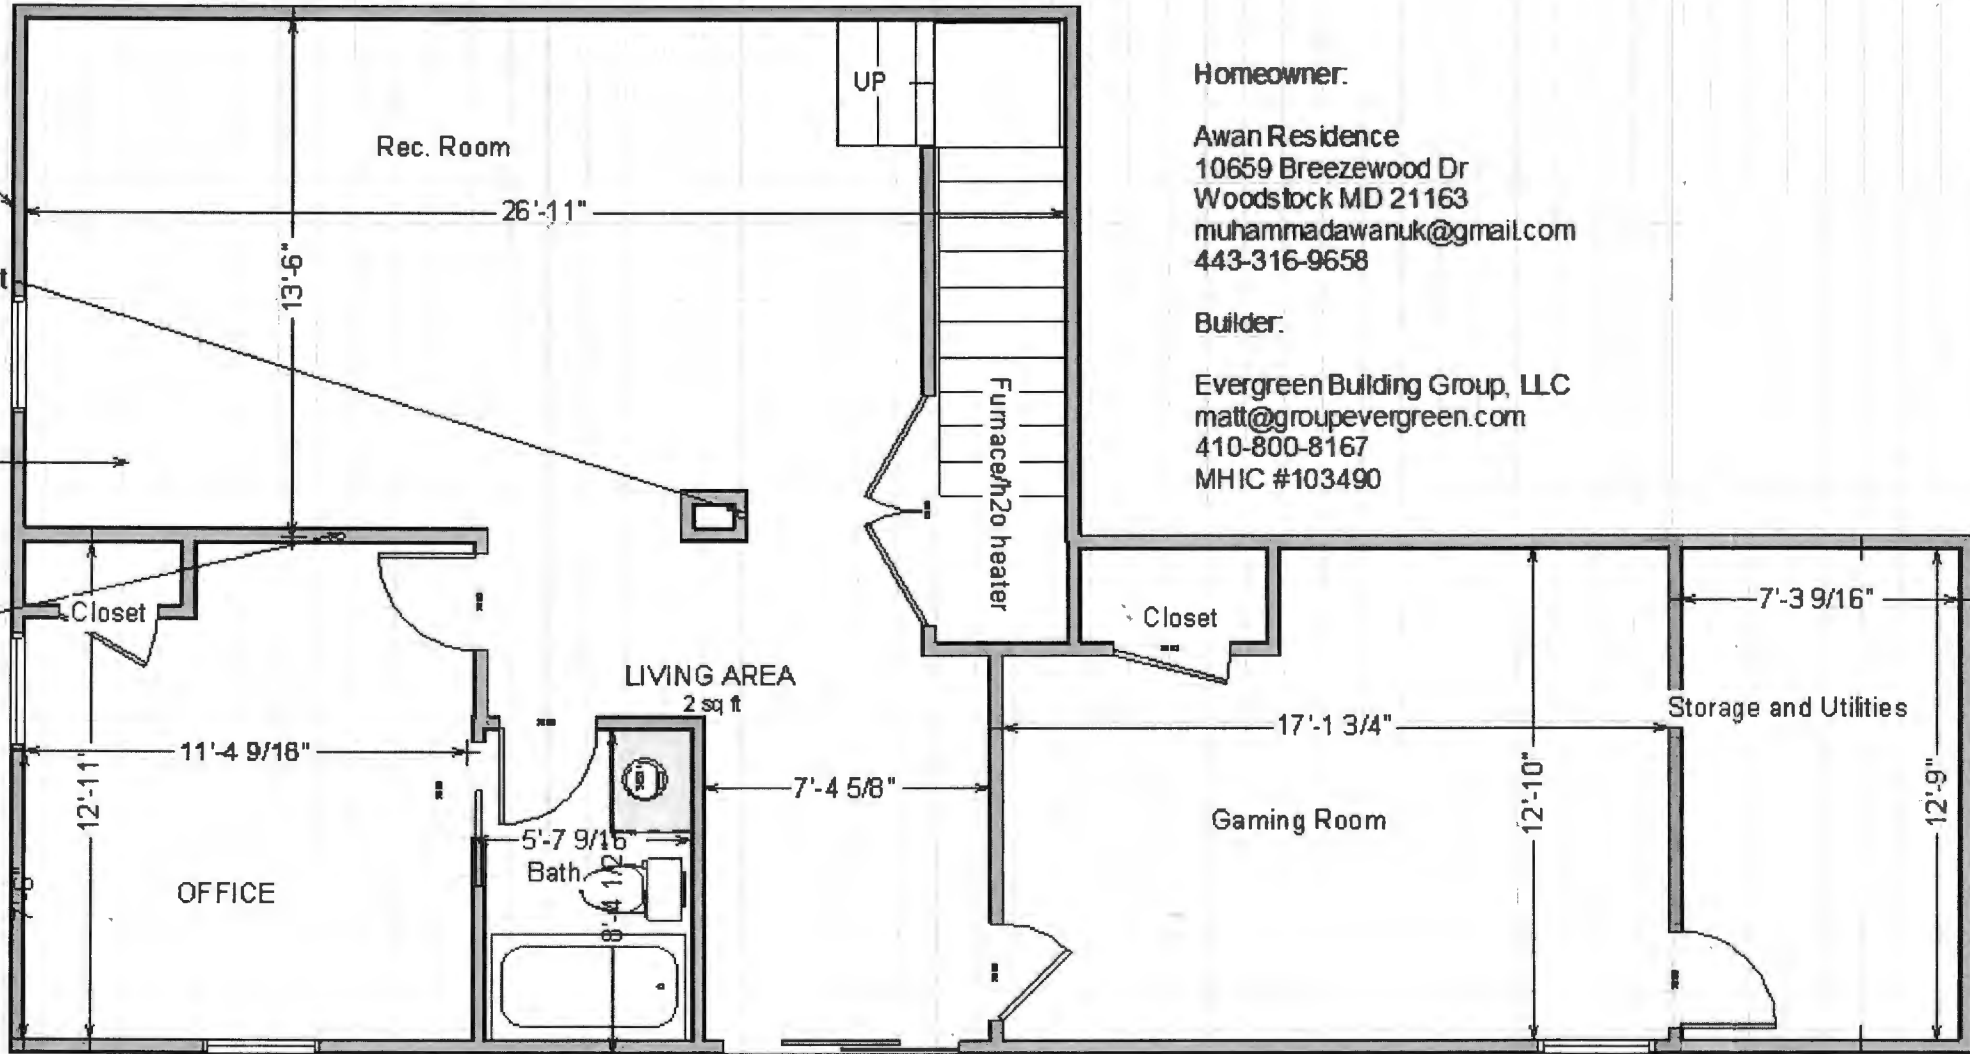 UP
Rec. Room
26'-11"
13'-6"
t
Homeowner:
Awan Residence
10659 Breezewood Dr
Woodstock MD 21163
muhammadawanuk@gmail.com
443-316-9658
Builder:
Evergreen Building Group, LLC
matt@groupevergreen.com
410-800-8167
MHIC #103490
Furnace/h2o heater
Closet
Closet
7'-3 9/16"
LIVING AREA
2 sq ft
Storage and Utilities
17'-1 3/4"
11'-4 9/16"
12'-11"
7'-4 5/8"
12'-10"
12'-9"
Gaming Room
5'-7 9/16"
Bath
8'-4 1/2"
OFFICE